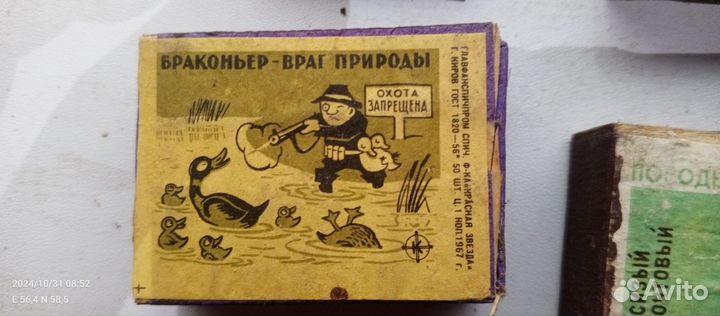 БРАКОНЬЕР - ВРАГ ПРИРОДЫ
ОХОТА
ЗАПРЕЩЕНА
ГЛАВФАНСПИЧПРОМ СПИЧ. Ф-КА „КРАСНАЯ ЗВЕЗДА"
Г. КИРОВ ГОСТ 1820—56* 50 ШТ. Ц. 1 КОП. 1967 г.
2024/10/31 08:52
E 56,4 N 58,5
Avito